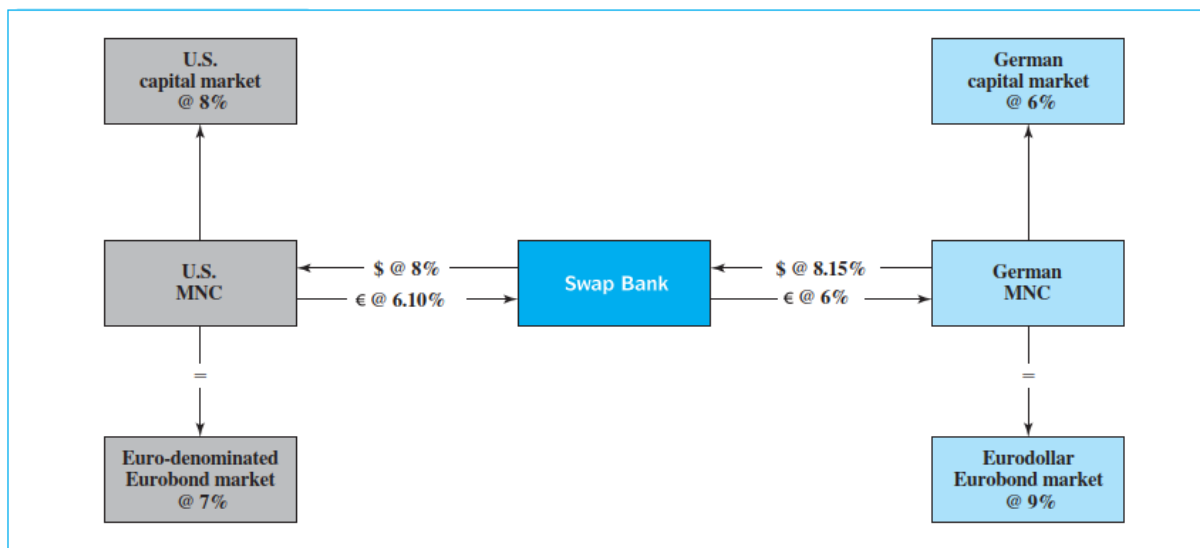 U.S.
capital market
@ 8%
German
capital market
@ 6%
U.S.
MNC
$ @ 8%
€ @ 6.10%
Swap Bank
$ @ 8.15%
€ @ 6%
German
MNC
=
=
Euro-denominated
Eurobond market
@ 7%
Eurodollar
Eurobond market
@ 9%